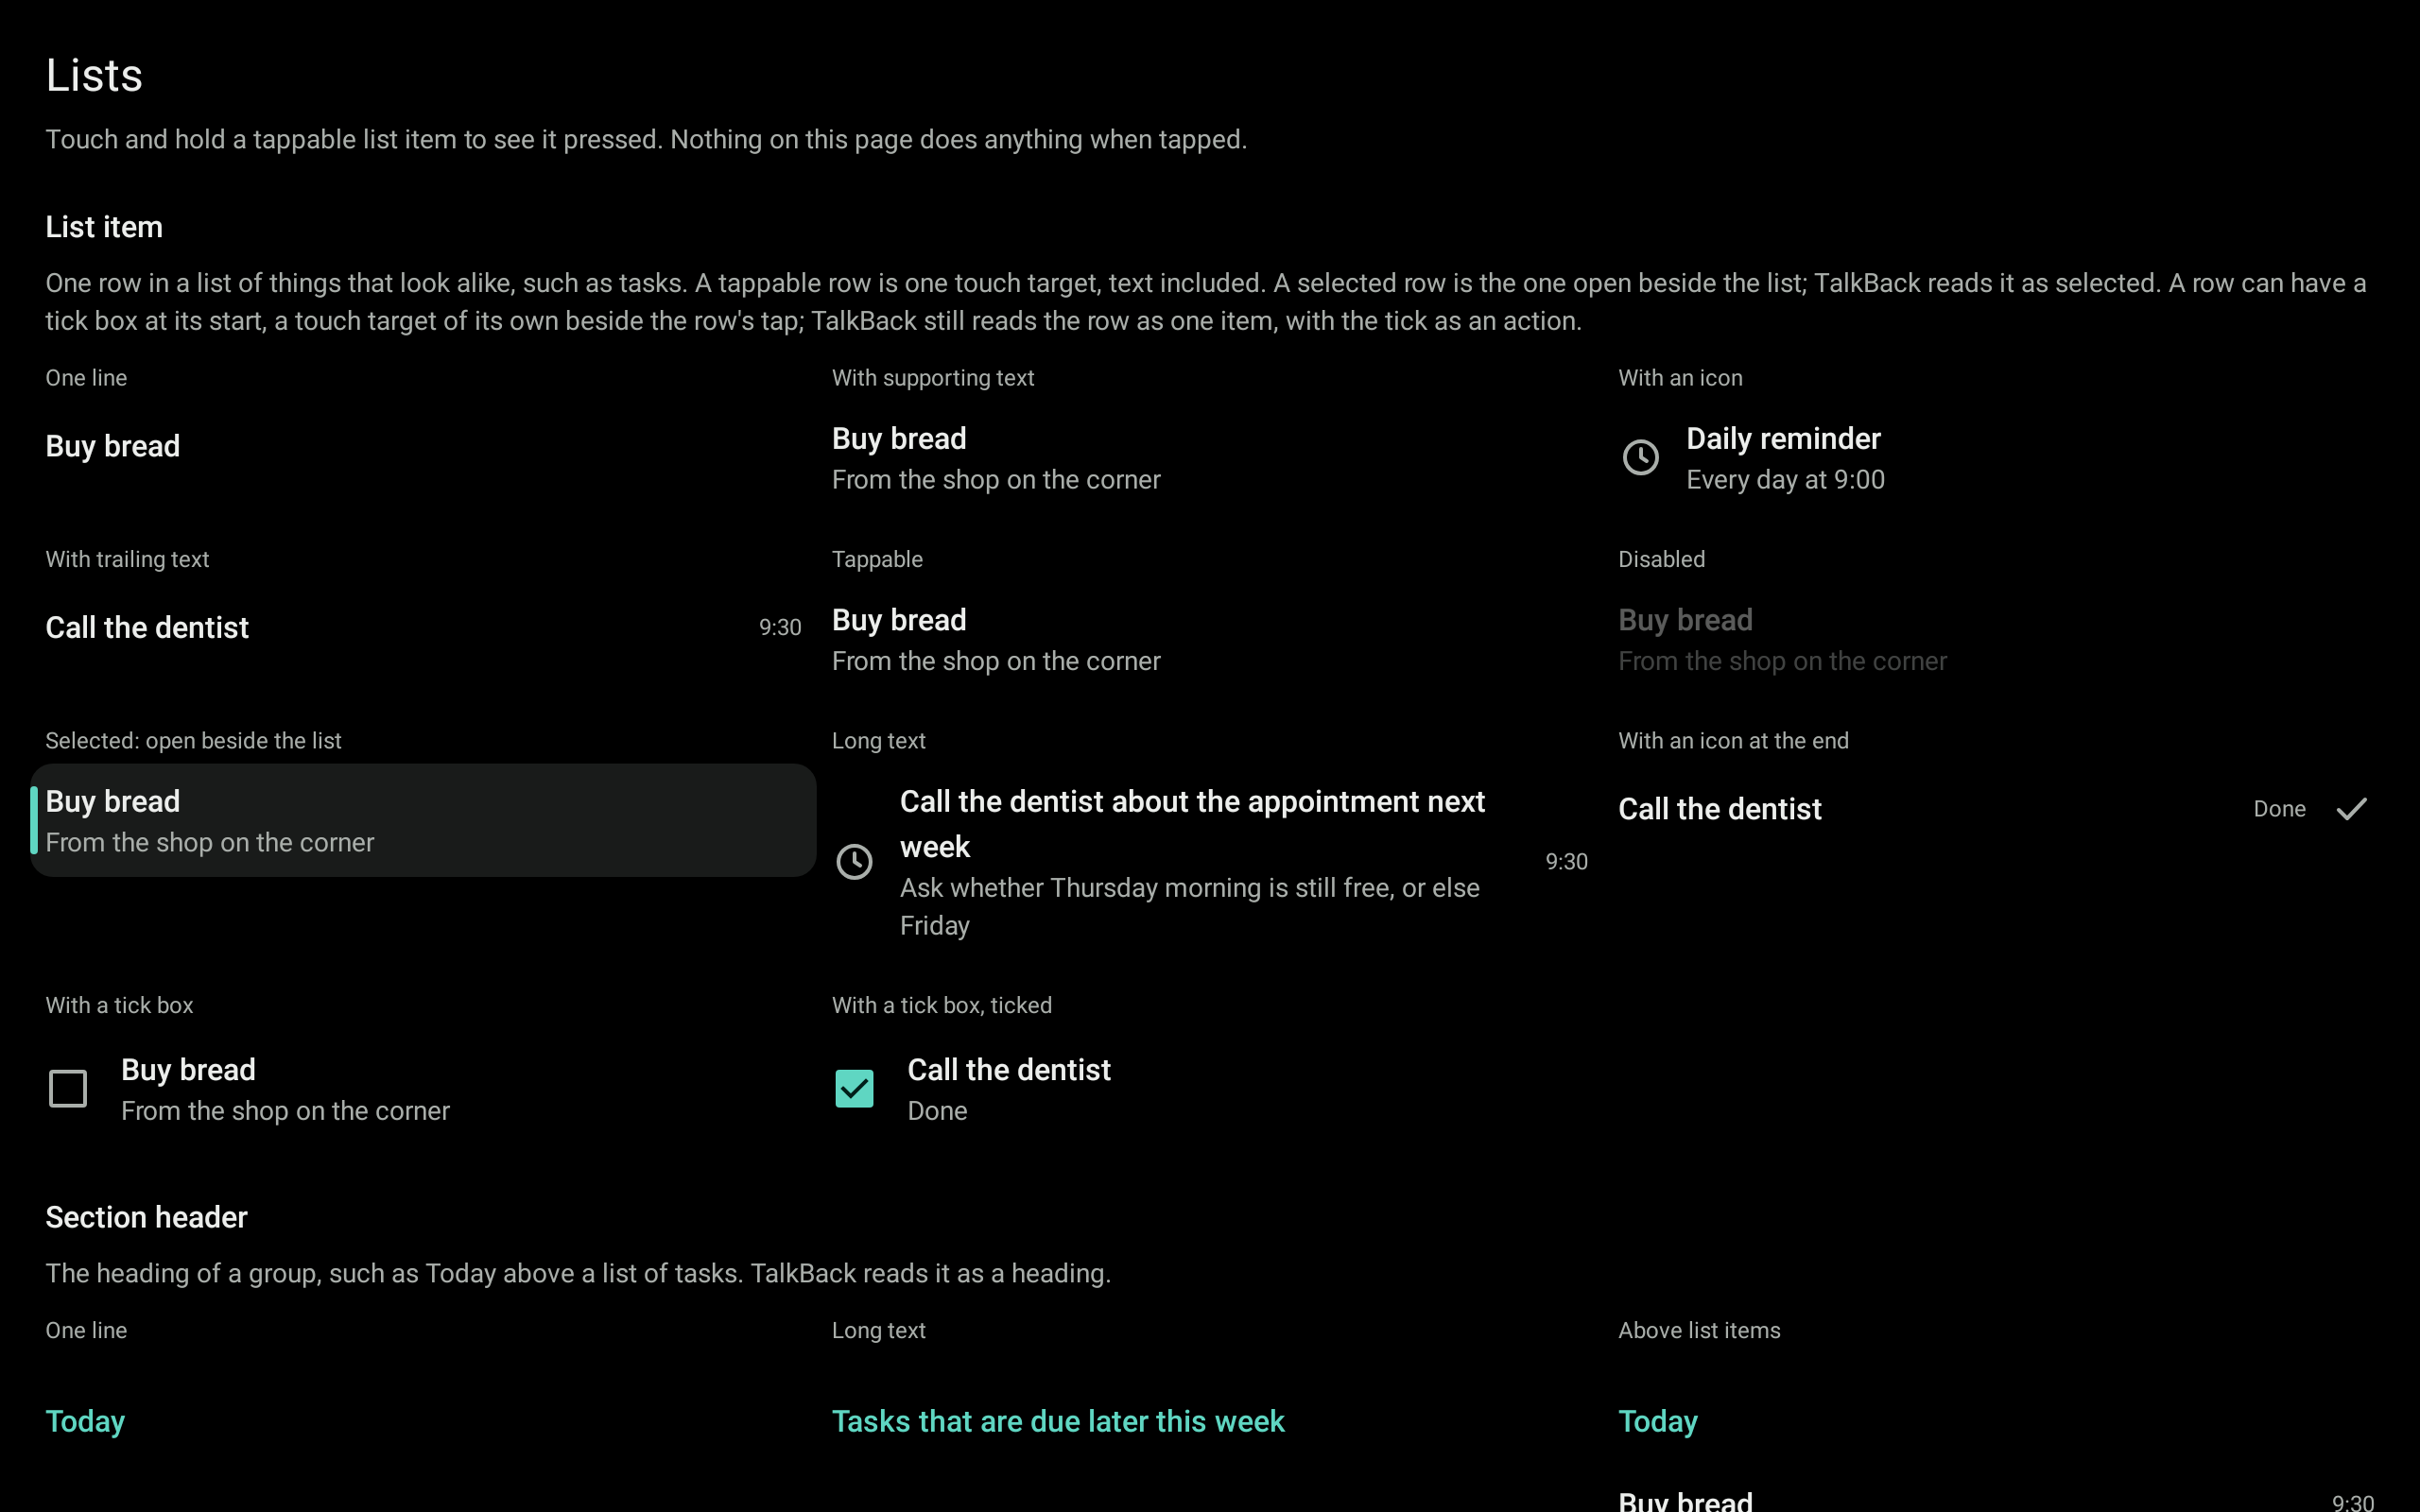 Lists
Touch and hold a tappable list item to see it pressed. Nothing on this page does anything when tapped.
List item
One row in a list of things that look alike, such as tasks. A tappable row is one touch target, text included. A selected row is the one open beside the list; TalkBack reads it as selected. A row can have a
tick box at its start, a touch target of its own beside the row's tap; TalkBack still reads the row as one item, with the tick as an action.
One line
Buy bread
With supporting text
Buy bread
From the shop on the corner
With an icon
Daily reminder
Every day at 9:00
With trailing text
Call the dentist
9:30
Tappable
Buy bread
From the shop on the corner
Disabled
Buy bread
From the shop on the corner
Selected: open beside the list
Buy bread
From the shop on the corner
Long text
Call the dentist about the appointment next
week
Ask whether Thursday morning is still free, or else
Friday
9:30
With an icon at the end
Call the dentist
Done
With a tick box
Buy bread
From the shop on the corner
With a tick box, ticked
Call the dentist
Done
Section header
The heading of a group, such as Today above a list of tasks. TalkBack reads it as a heading.
One line
Today
Long text
Tasks that are due later this week
Above list items
Today
Buy bread
9:30